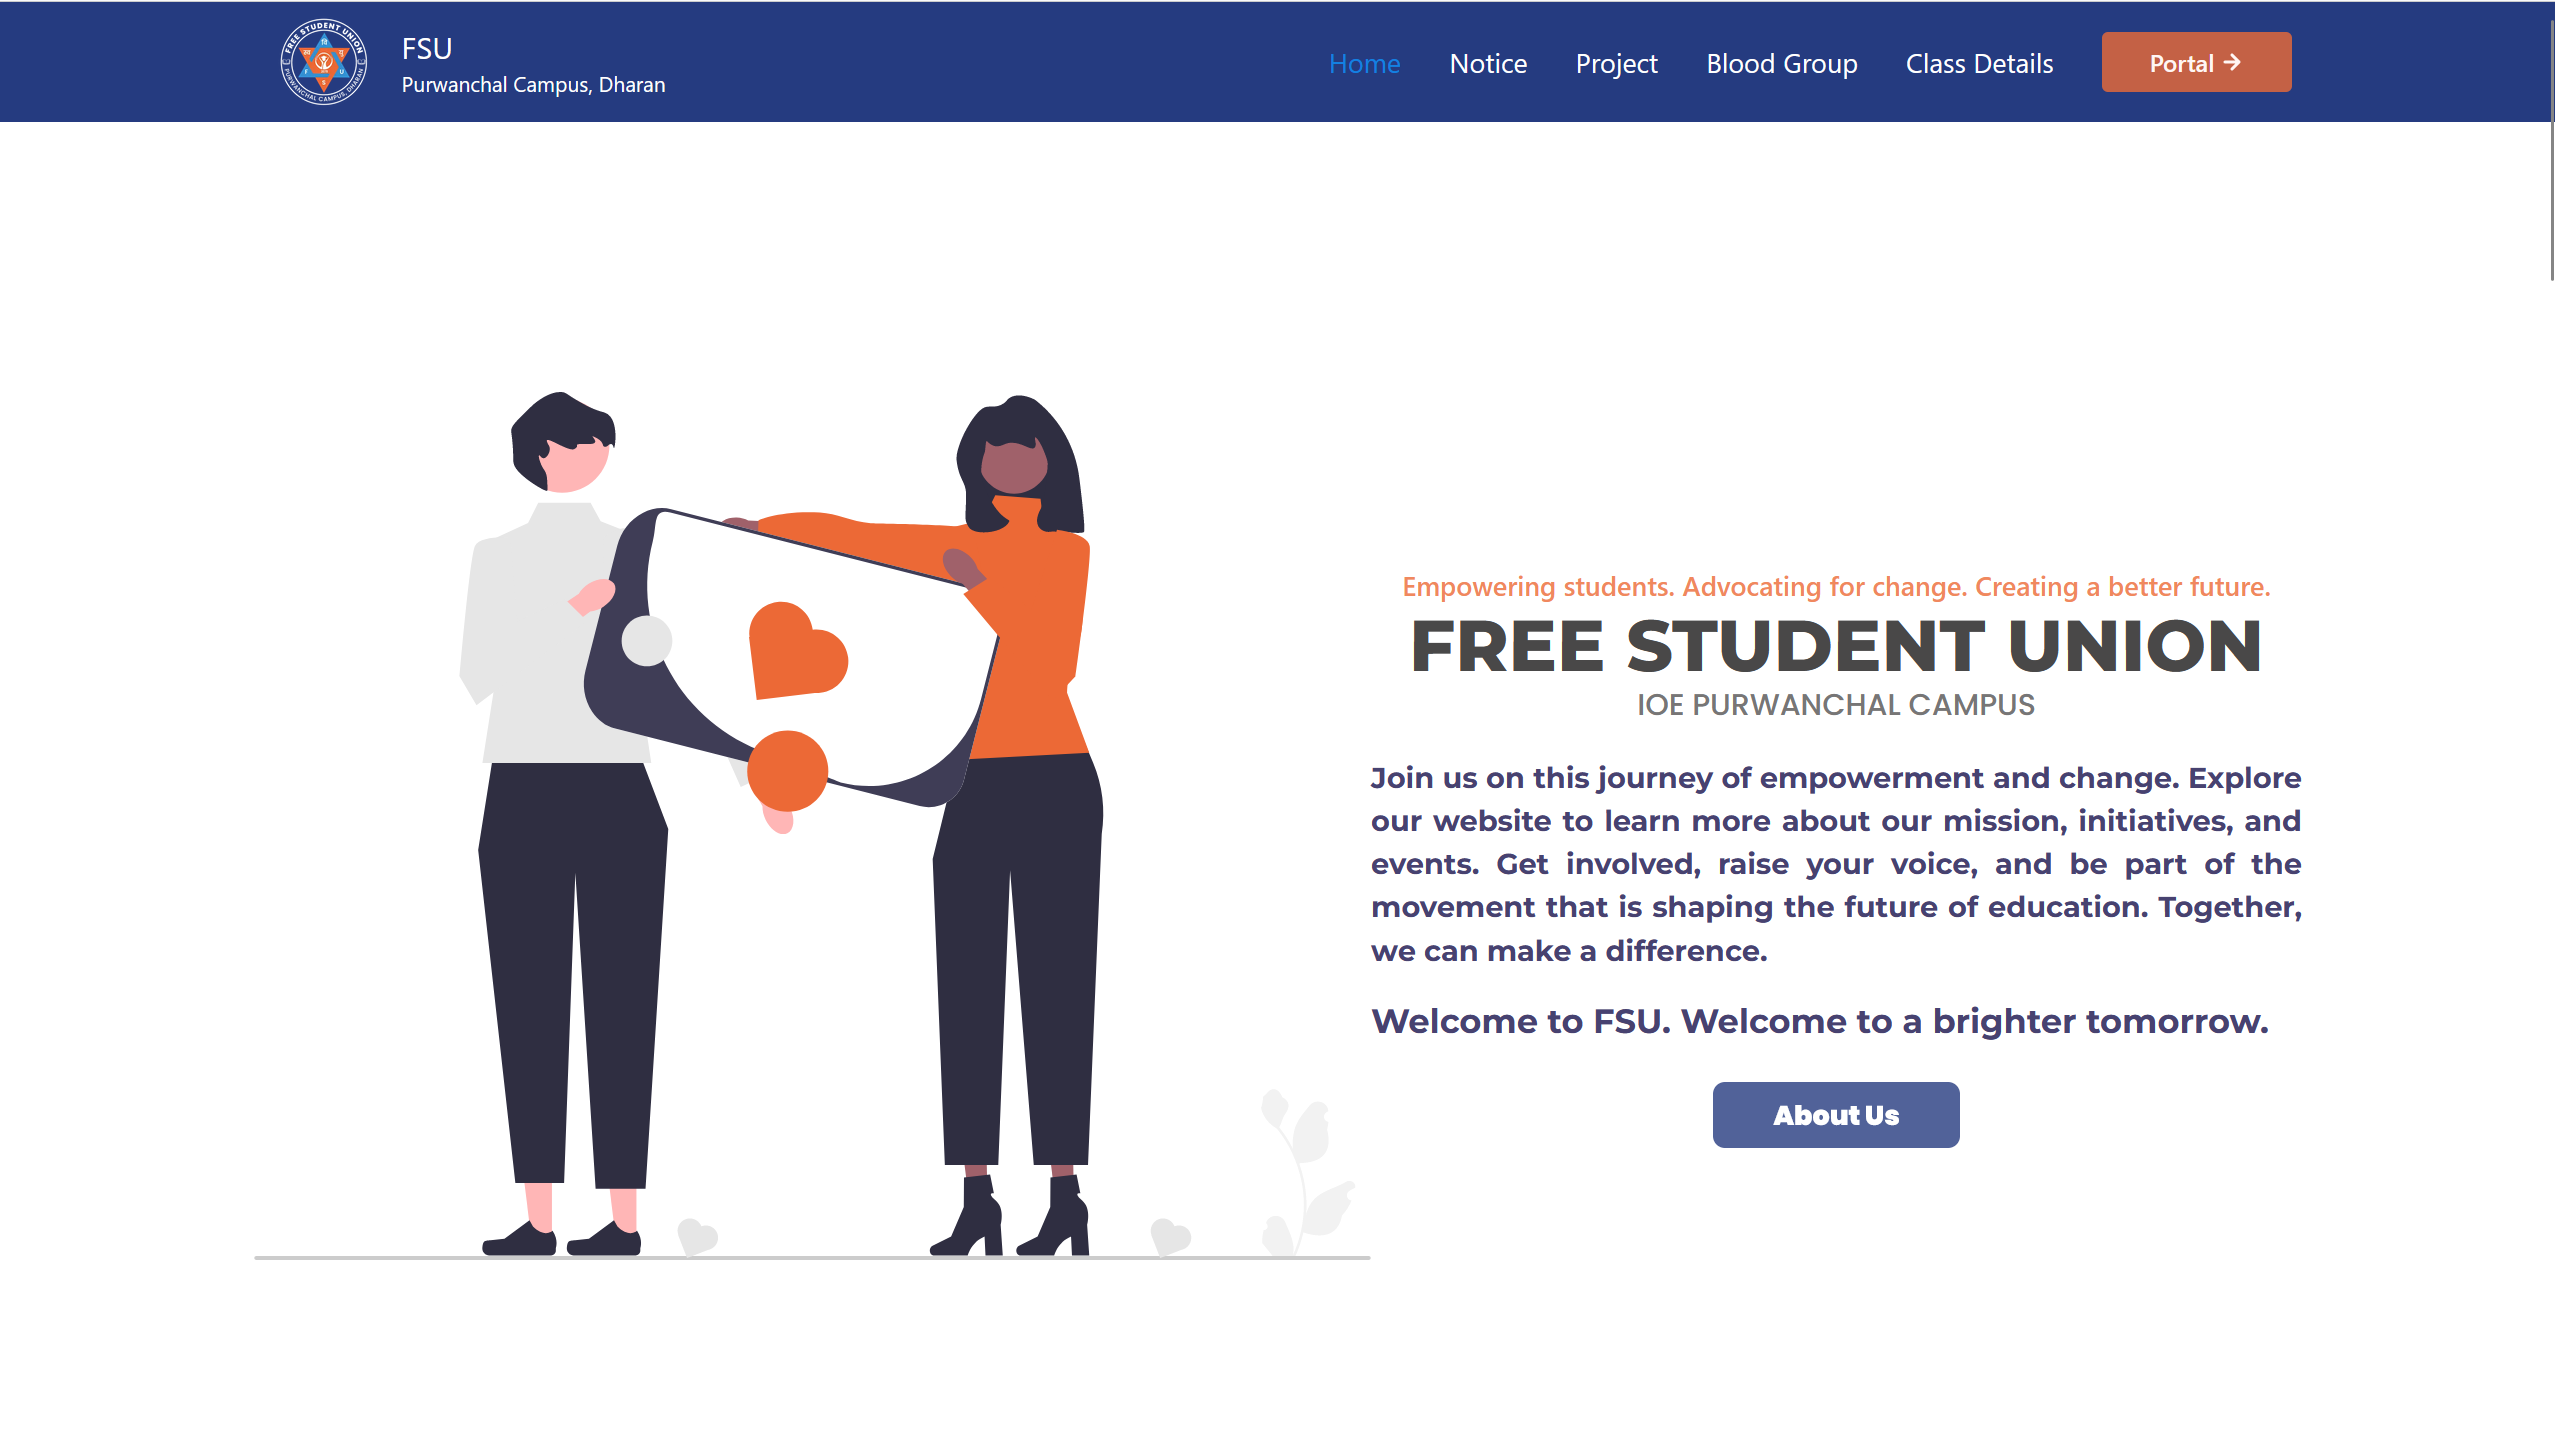 FREE STUDENT UNION
वि
द्या
यु
F
U
S
PURWANCHAL CAMPUS, DHARAN
FSU
Purwanchal Campus, Dharan
Home
Notice
Project
Blood Group
Class Details
Portal →
Empowering students. Advocating for change. Creating a better future.
FREE STUDENT UNION
IOE PURWANCHAL CAMPUS
Join us on this journey of empowerment and change. Explore
our website to learn more about our mission, initiatives, and
events. Get involved, raise your voice, and be part of the
movement that is shaping the future of education. Together,
we can make a difference.
Welcome to FSU. Welcome to a brighter tomorrow.
About Us